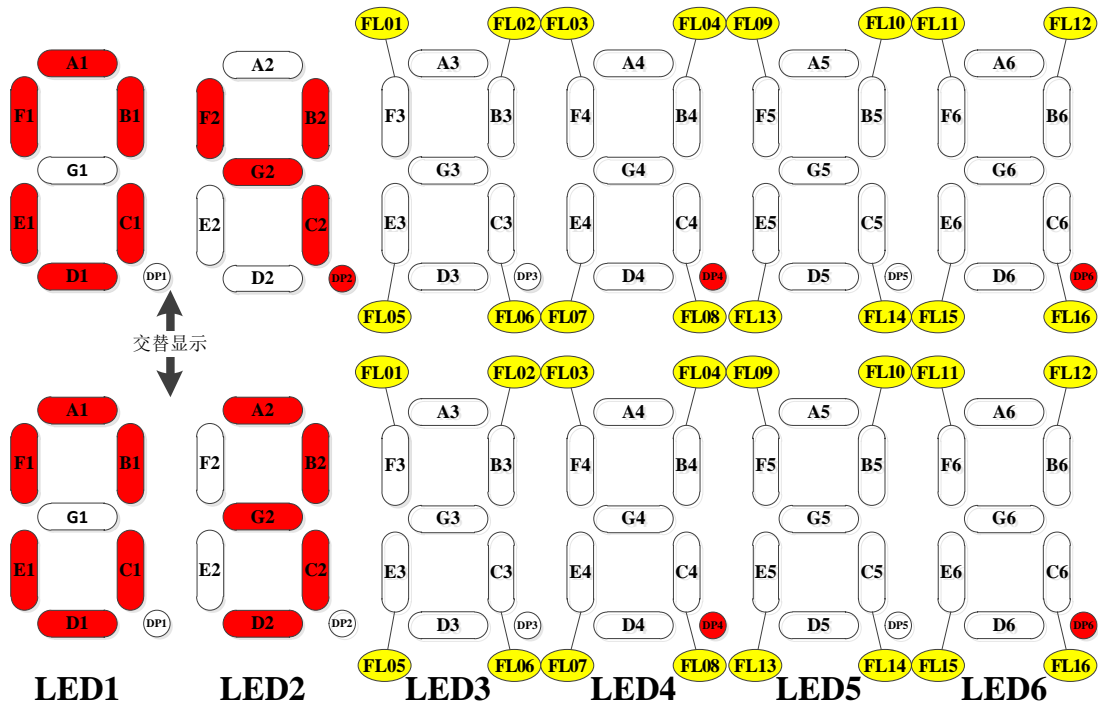 FL01 FL02 FL03 FL04 FL09 FL10 FL11 FL12
A1 A2 A3 A4 A5 A6
F1 B1 F2 B2 F3 B3 F4 B4 F5 B5 F6 B6
G1 G2 G3 G4 G5 G6
E1 C1 E2 C2 E3 C3 E4 C4 E5 C5 E6 C6
D1 DP1 D2 DP2 D3 DP3 D4 DP4 D5 DP5 D6 DP6
FL05 FL06 FL07 FL08 FL13 FL14 FL15 FL16
交替显示
FL01 FL02 FL03 FL04 FL09 FL10 FL11 FL12
A1 A2 A3 A4 A5 A6
F1 B1 F2 B2 F3 B3 F4 B4 F5 B5 F6 B6
G1 G2 G3 G4 G5 G6
E1 C1 E2 C2 E3 C3 E4 C4 E5 C5 E6 C6
D1 DP1 D2 DP2 D3 DP3 D4 DP4 D5 DP5 D6 DP6
FL05 FL06 FL07 FL08 FL13 FL14 FL15 FL16
LED1 LED2 LED3 LED4 LED5 LED6